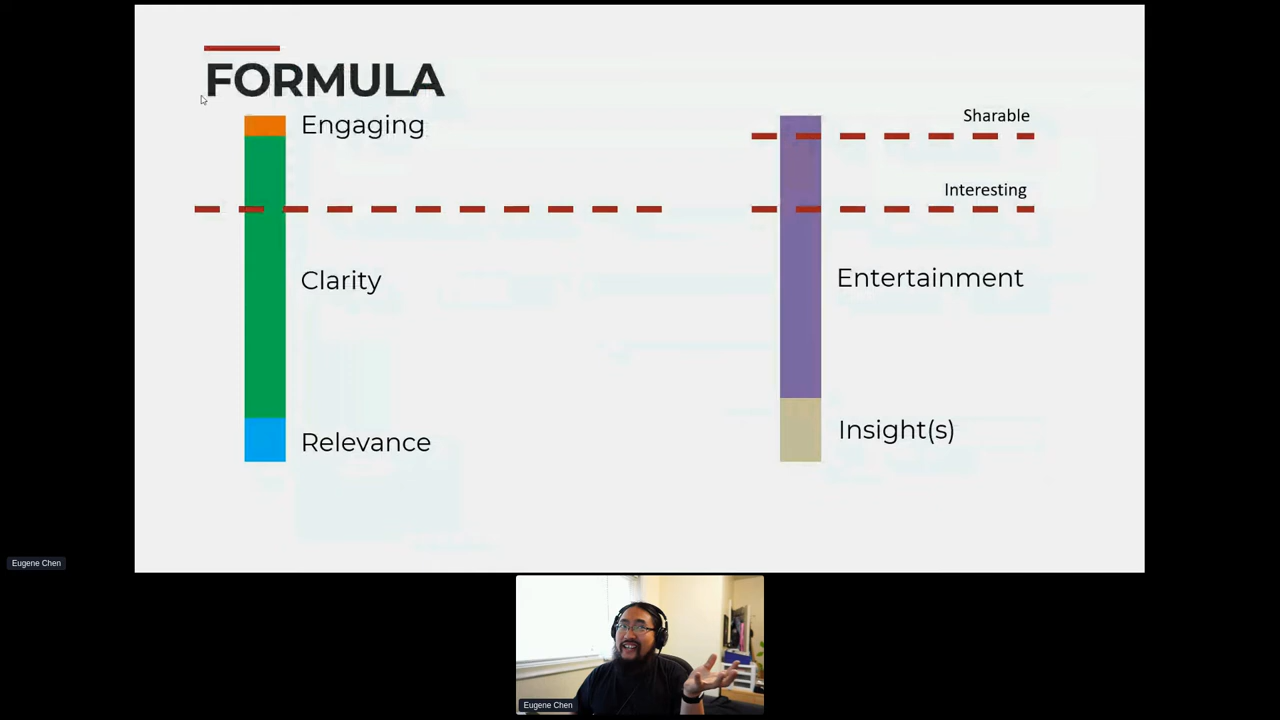 FORMULA
Engaging
Sharable
Interesting
Clarity
Entertainment
Relevance
Insight(s)
Eugene Chen
Eugene Chen